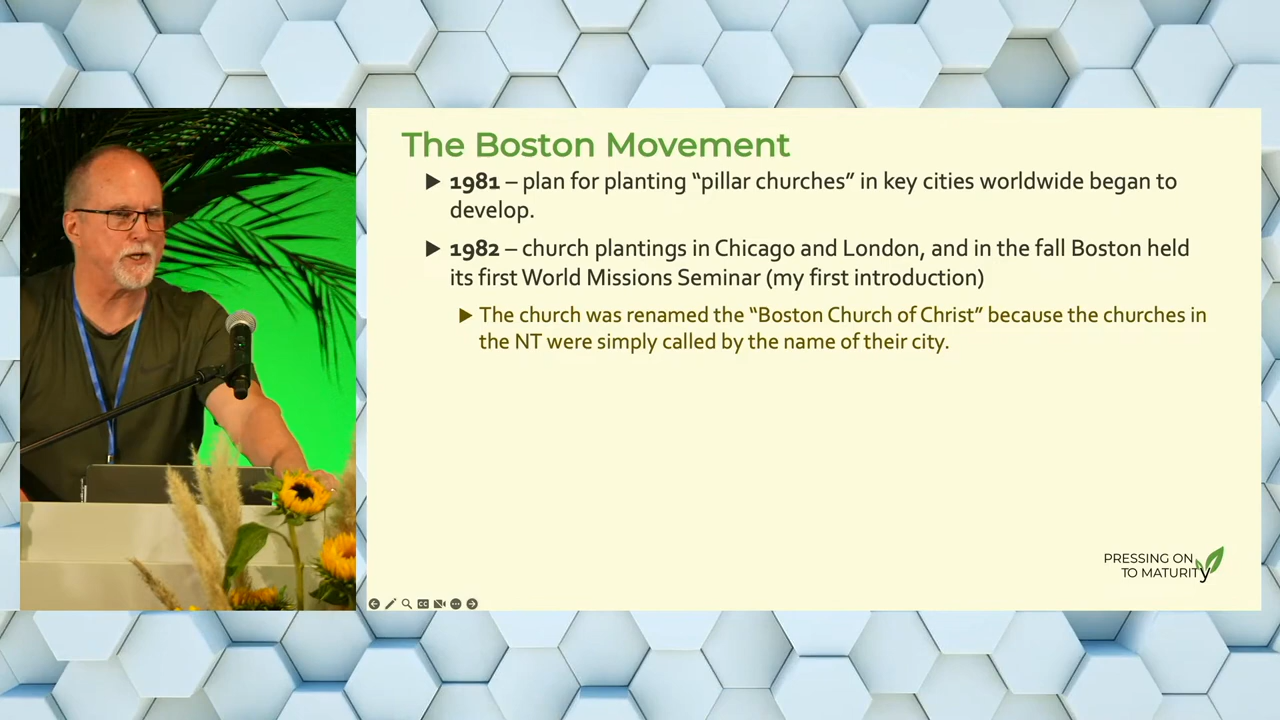 The Boston Movement
▶ 1981 – plan for planting “pillar churches” in key cities worldwide began to
develop.
▶ 1982 – church plantings in Chicago and London, and in the fall Boston held
its first World Missions Seminar (my first introduction)
▶ The church was renamed the “Boston Church of Christ” because the churches in
the NT were simply called by the name of their city.
PRESSING ON
TO MATURITy